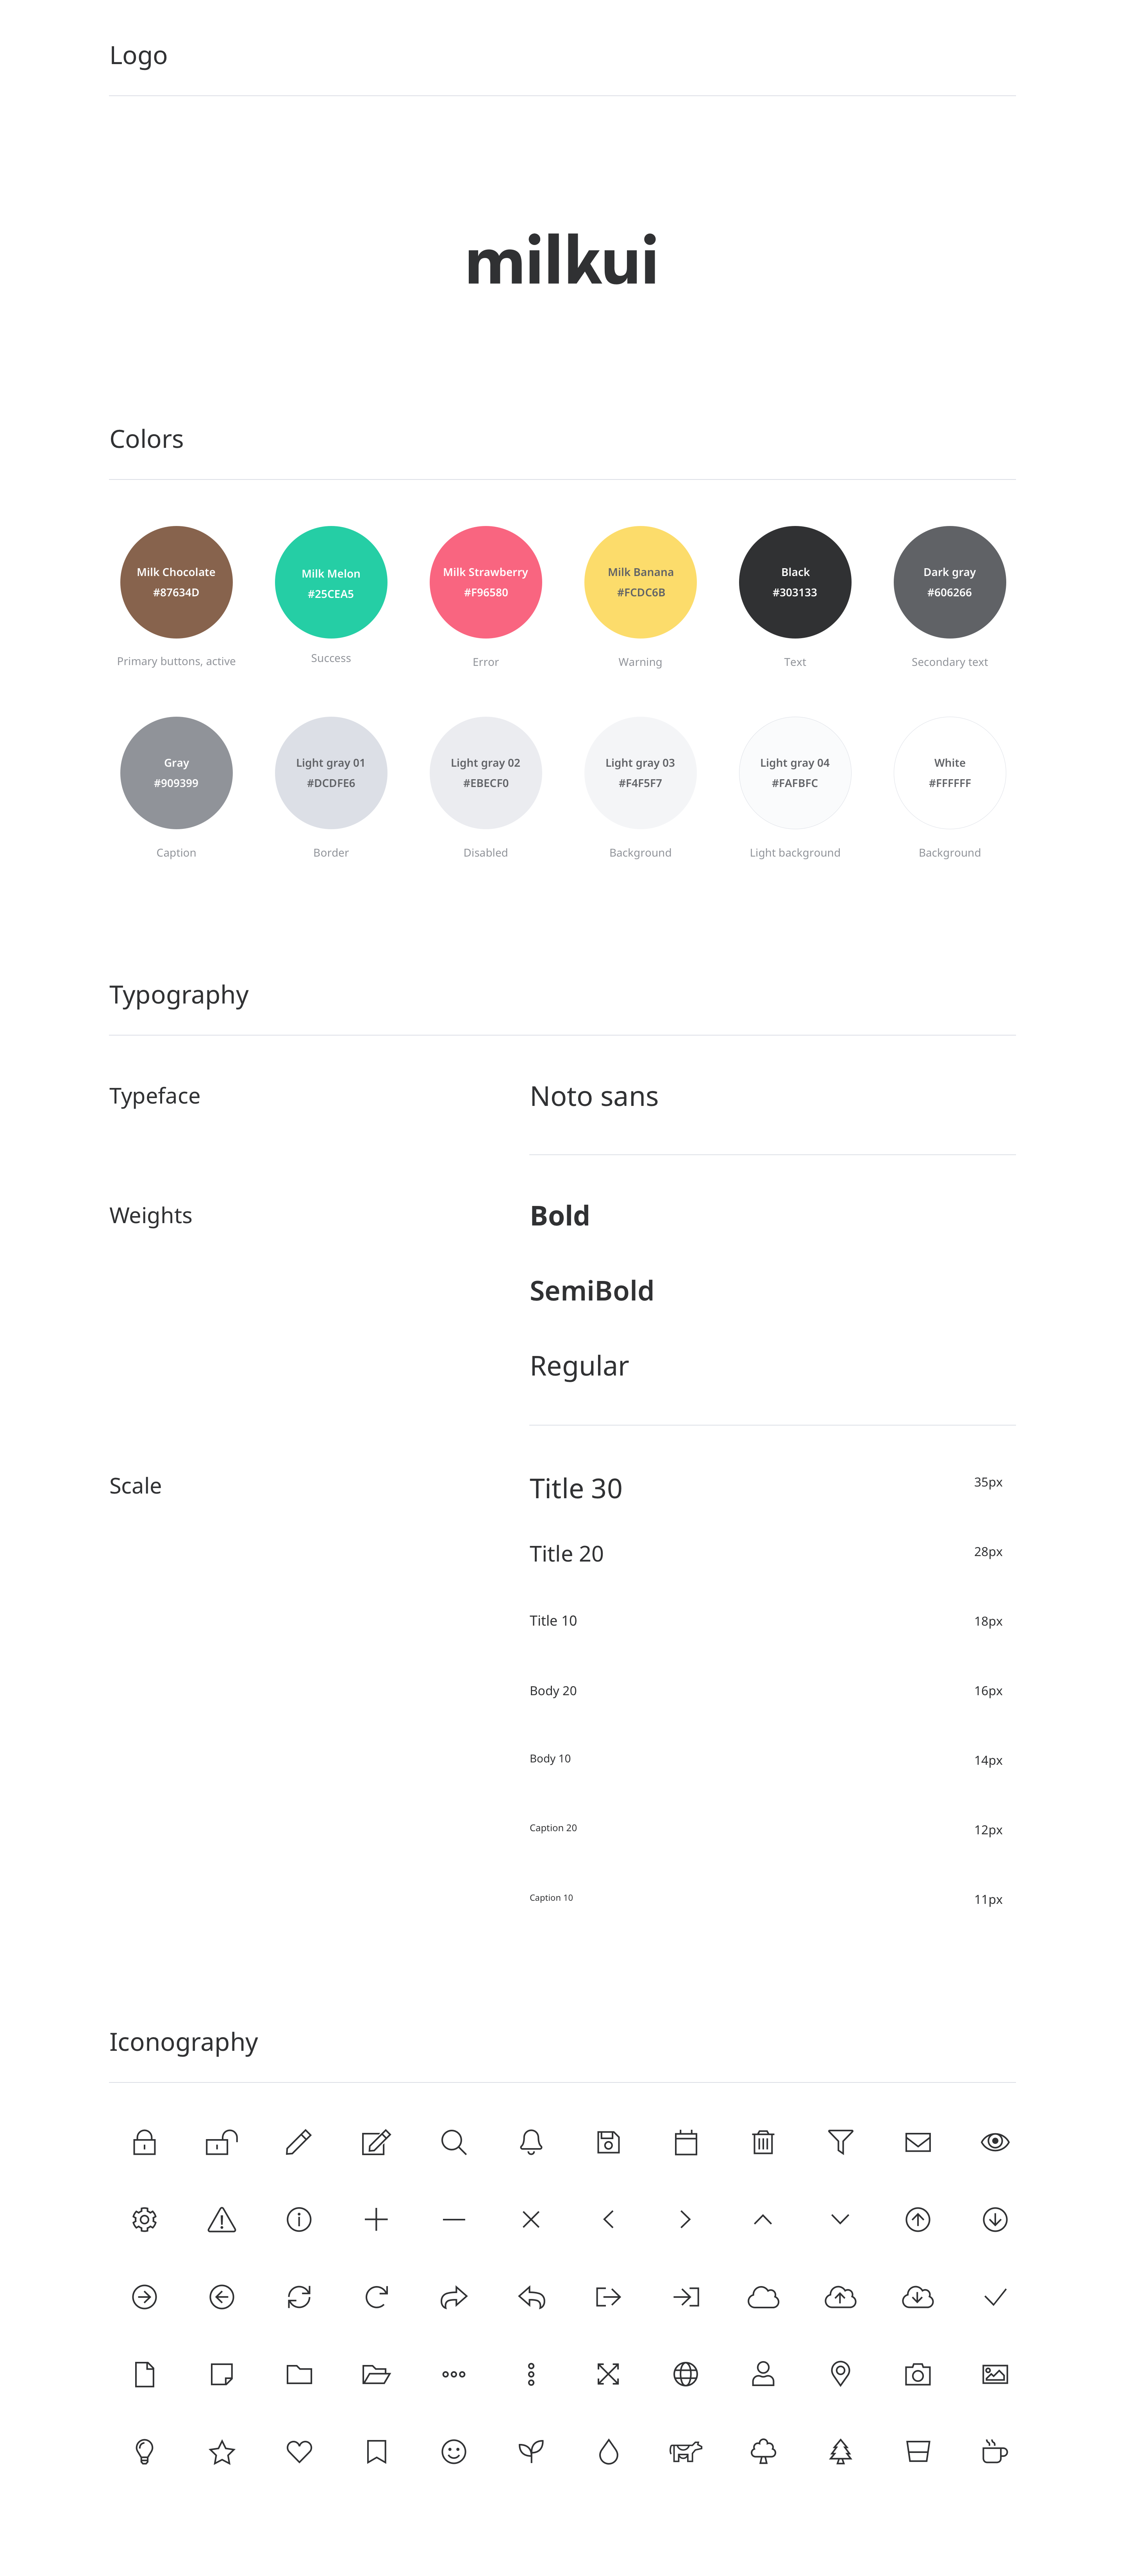 Logo
milkui
Colors
Milk Chocolate
#87634D
Primary buttons, active
Milk Melon
#25CEA5
Success
Milk Strawberry
#F96580
Error
Milk Banana
#FCDC6B
Warning
Black
#303133
Text
Dark gray
#606266
Secondary text
Gray
#909399
Caption
Light gray 01
#DCDFE6
Border
Light gray 02
#EBECF0
Disabled
Light gray 03
#F4F5F7
Background
Light gray 04
#FAFBFC
Light background
White
#FFFFFF
Background
Typography
Typeface
Noto sans
Weights
Bold
SemiBold
Regular
Scale
Title 30 35px
Title 20 28px
Title 10 18px
Body 20 16px
Body 10 14px
Caption 20 12px
Caption 10 11px
Iconography